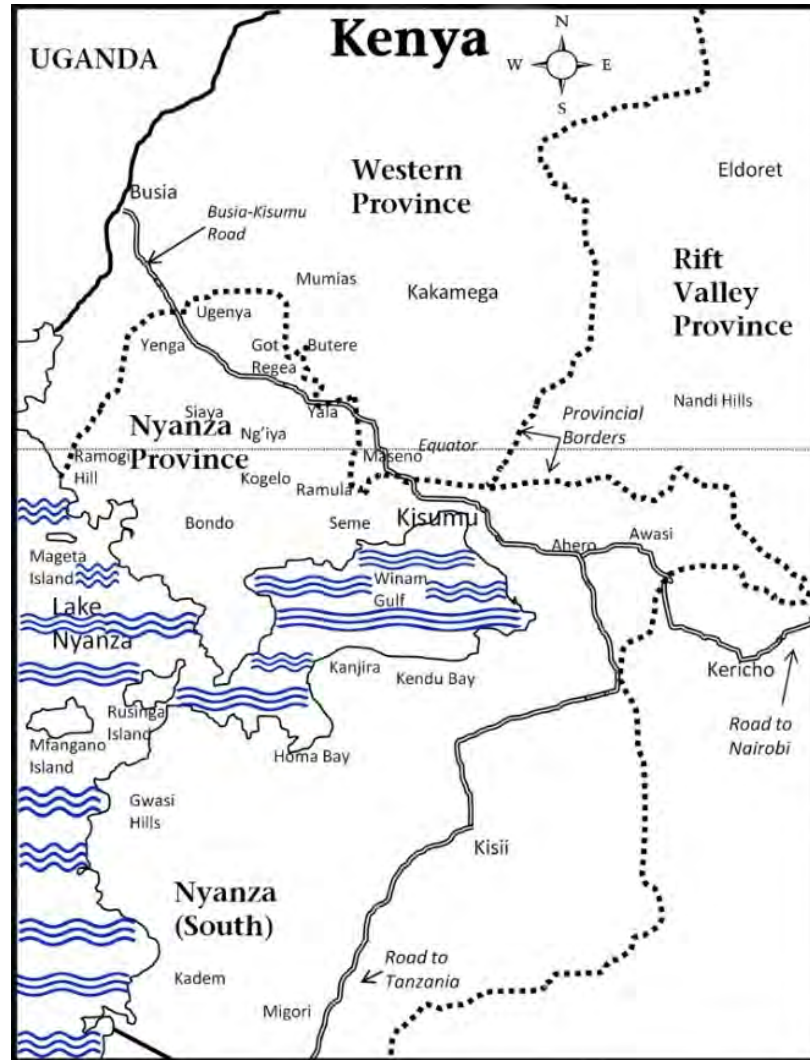 Kenya
N
W E
S
UGANDA
Western
Province
Eldoret
Busia
Busia-Kisumu
Road
Rift
Valley
Province
Mumias
Kakamega
Ugenya
Yenga
Got
Regea
Butere
Nandi Hills
Siaya
Yala
Provincial
Borders
Nyanza
Province
Ng'iya
Equator
Maseno
Ramogi
Hill
Kogelo
Ramula
Bondo
Seme
Kisumu
Ahero
Awasi
Mageta
Island
Winam
Gulf
Lake
Nyanza
Kanjira
Kendu Bay
Kericho
Rusinga
Island
Road to
Nairobi
Mfangano
Island
Homa Bay
Gwasi
Hills
Kisii
Nyanza
(South)
Road to
Tanzania
Kadem
Migori